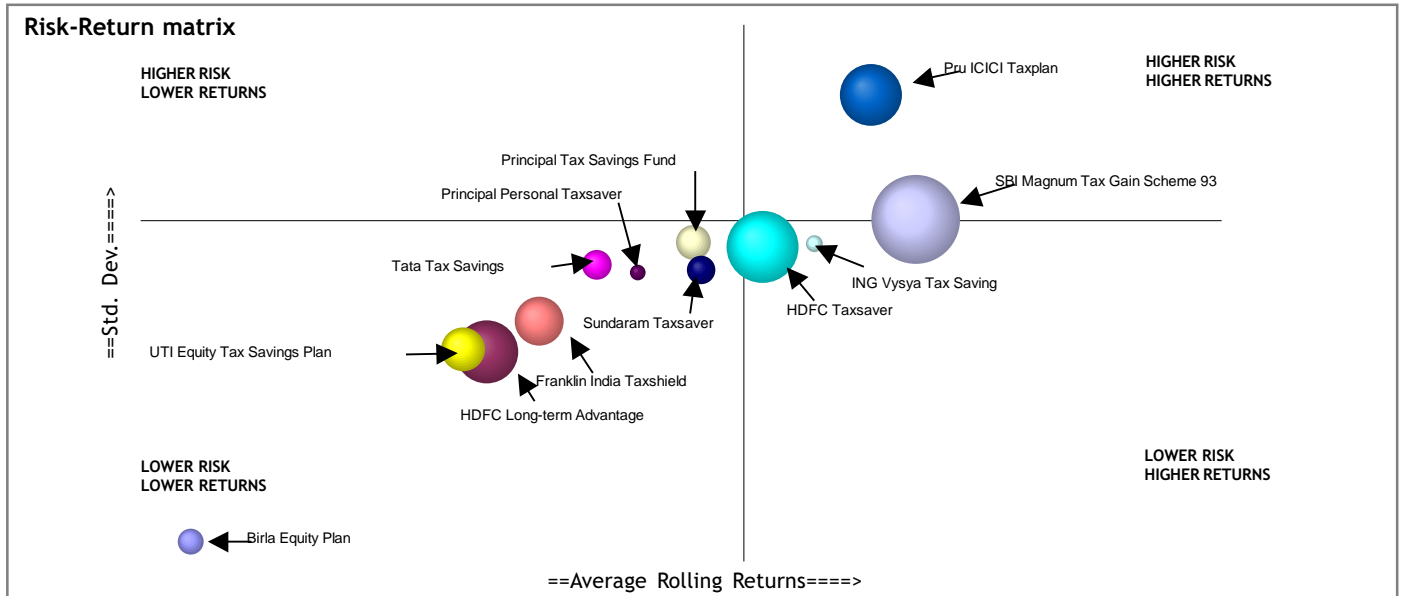 Risk-Return matrix
HIGHER RISK
LOWER RETURNS
Pru ICICI Taxplan
HIGHER RISK
HIGHER RETURNS
Principal Tax Savings Fund
Principal Personal Taxsaver
SBI Magnum Tax Gain Scheme 93
==Std. Dev.====>
Tata Tax Savings
ING Vysya Tax Saving
HDFC Taxsaver
Sundaram Taxsaver
UTI Equity Tax Savings Plan
Franklin India Taxshield
HDFC Long-term Advantage
LOWER RISK
LOWER RETURNS
LOWER RISK
HIGHER RETURNS
Birla Equity Plan
==Average Rolling Returns====>